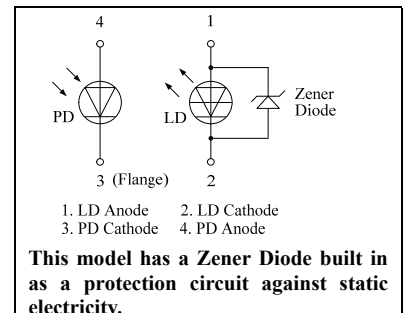 4 1
PD LD Zener
Diode
3 (Flange) 2
1. LD Anode 2. LD Cathode
3. PD Cathode 4. PD Anode
This model has a Zener Diode built in
as a protection circuit against static
electricity.